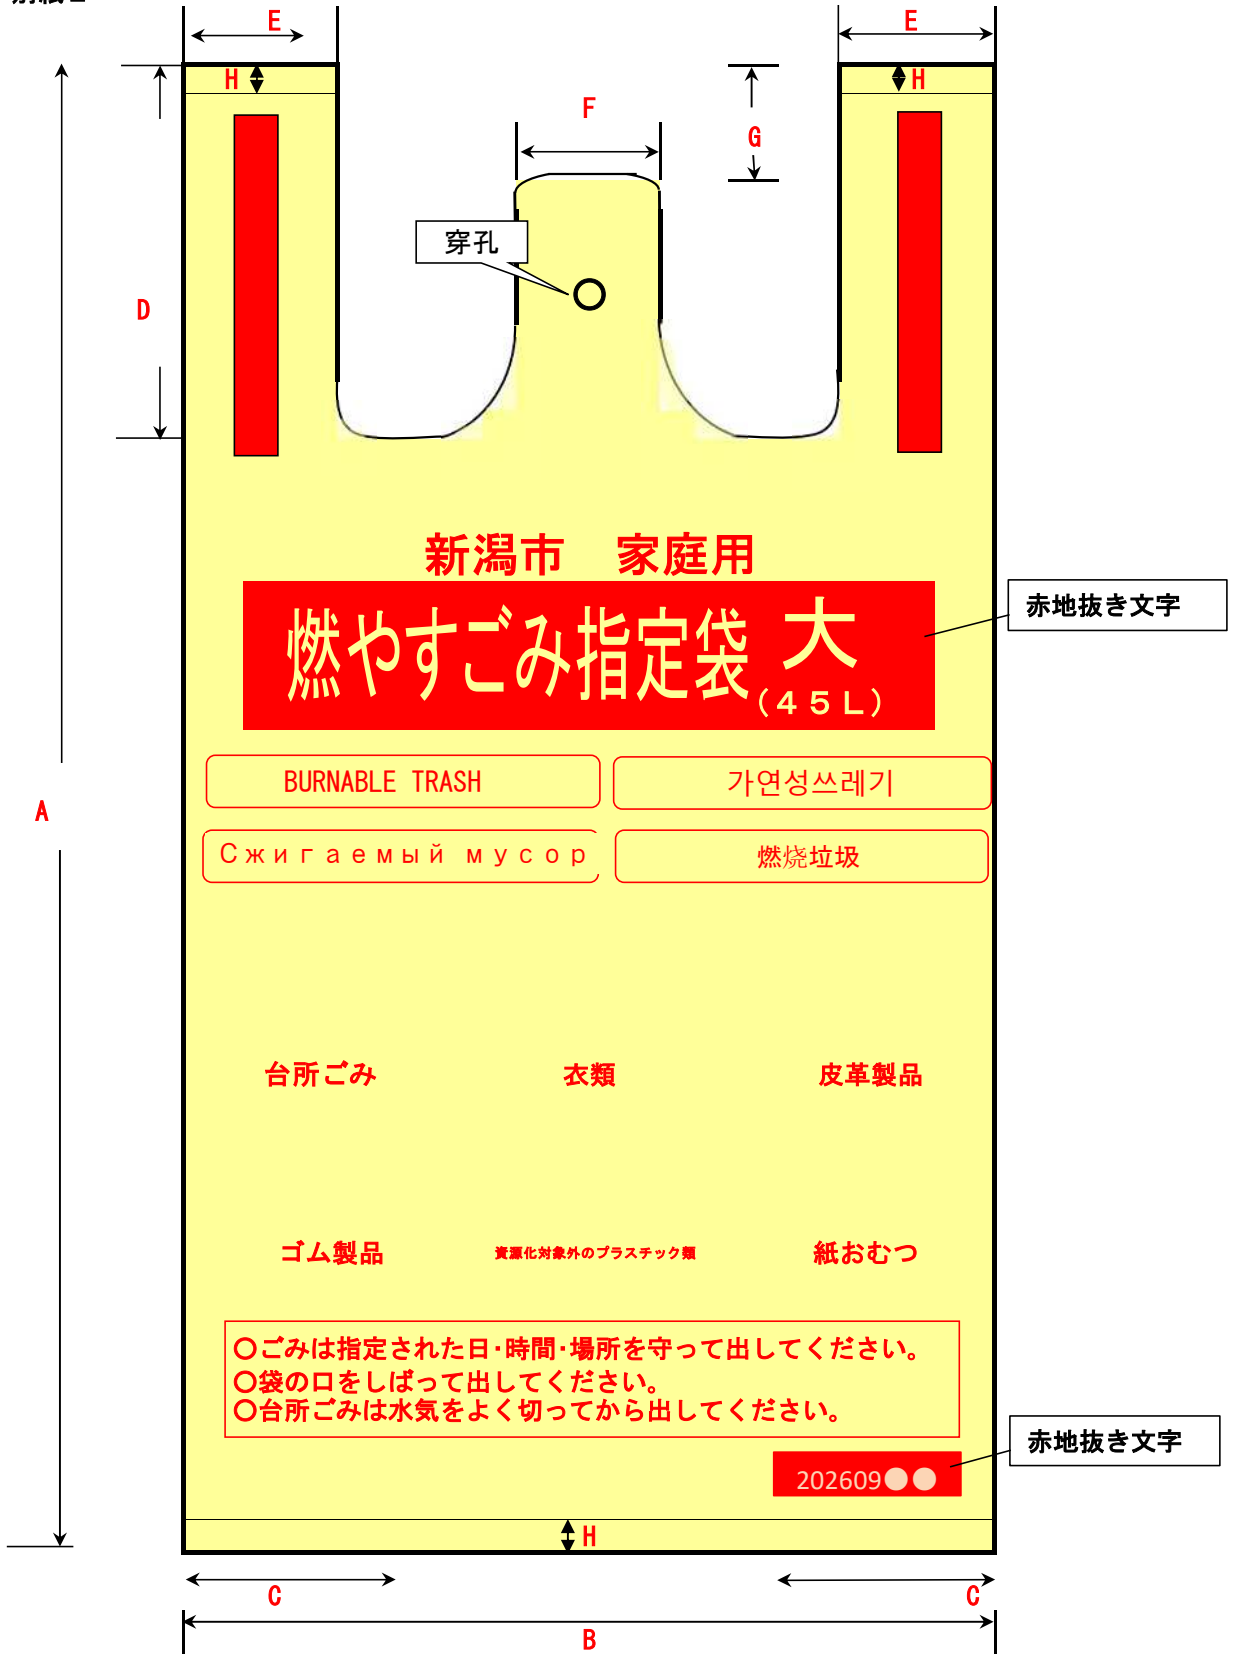 E
E
H
H
F
G
穿孔
D
新潟市　家庭用
燃やすごみ指定袋 大
（４５Ｌ）
赤地抜き文字
BURNABLE TRASH
가연성쓰레기
A
Сжигаемый мусор
燃烧垃圾
台所ごみ
衣類
皮革製品
ゴム製品
資源化対象外のプラスチック類
紙おむつ
〇ごみは指定された日・時間・場所を守って出してください。
〇袋の口をしばって出してください。
〇台所ごみは水気をよく切ってから出してください。
赤地抜き文字
202609●●
H
C
C
B